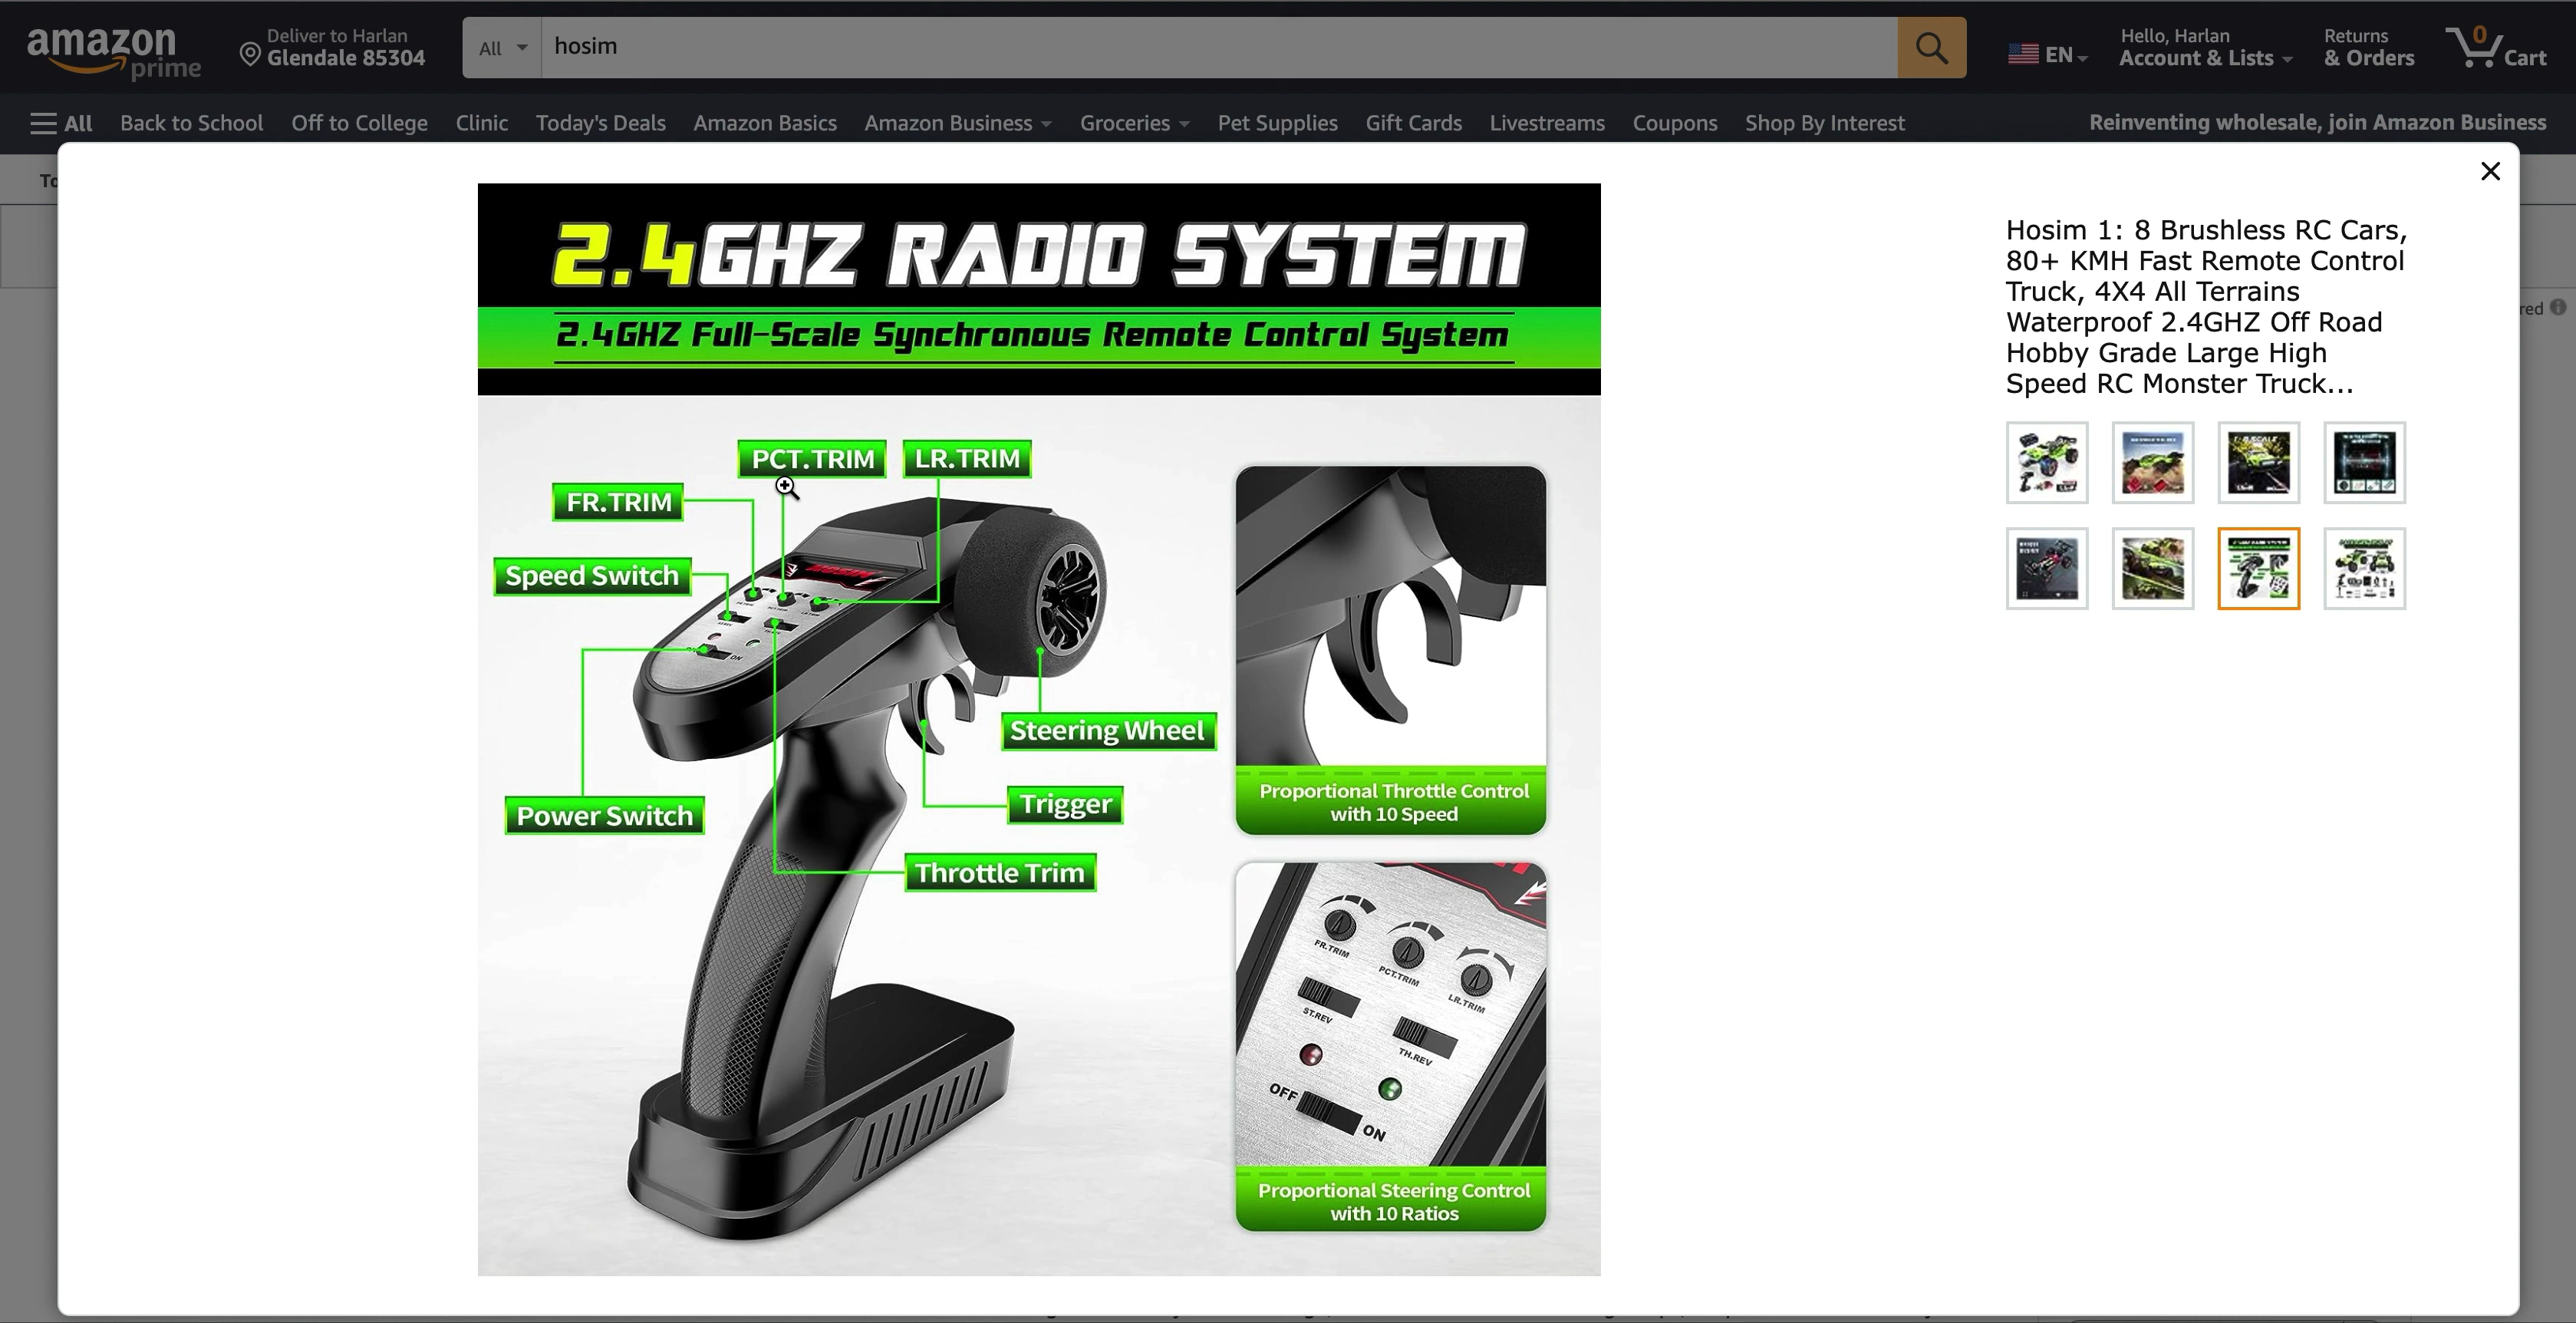 amazon
prime
Deliver to Harlan
Glendale 85304
All
hosim
EN
Hello, Harlan
Account & Lists
Returns
& Orders
0
Cart
All
Back to School
Off to College
Clinic
Today's Deals
Amazon Basics
Amazon Business
Groceries
Pet Supplies
Gift Cards
Livestreams
Coupons
Shop By Interest
Reinventing wholesale, join Amazon Business
2.4GHZ RADIO SYSTEM
2.4GHZ Full-Scale Synchronous Remote Control System
PCT.TRIM
LR.TRIM
FR.TRIM
Speed Switch
ON
Steering Wheel
Power Switch
Trigger
Throttle Trim
Proportional Throttle Control
with 10 Speed
FR.TRIM
PCT.TRIM
LR.TRIM
ST.REV
TH.REV
OFF
ON
Proportional Steering Control
with 10 Ratios
Hosim 1: 8 Brushless RC Cars,
80+ KMH Fast Remote Control
Truck, 4X4 All Terrains
Waterproof 2.4GHZ Off Road
Hobby Grade Large High
Speed RC Monster Truck...